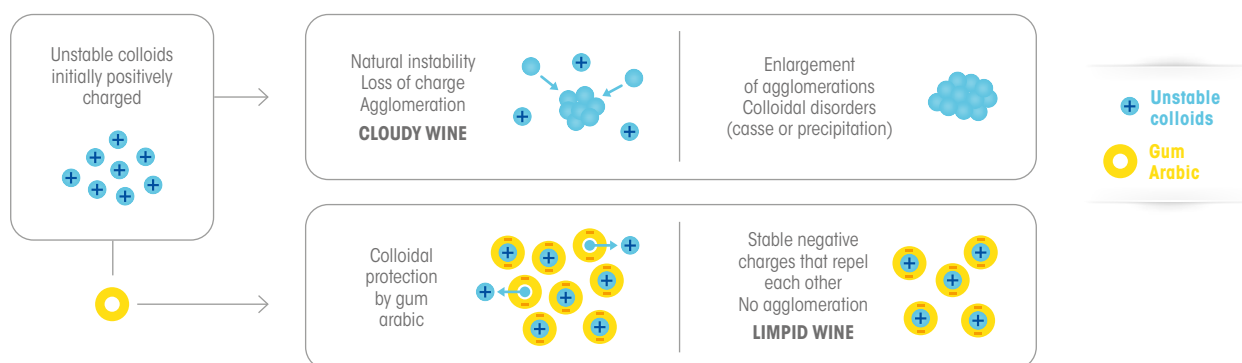 Unstable colloids
initially positively
charged
Natural instability
Loss of charge
Agglomeration
CLOUDY WINE
Enlargement
of agglomerations
Colloidal disorders
(casse or precipitation)
Unstable
colloids
Gum
Arabic
Colloidal
protection
by gum
arabic
Stable negative
charges that repel
each other
No agglomeration
LIMPID WINE